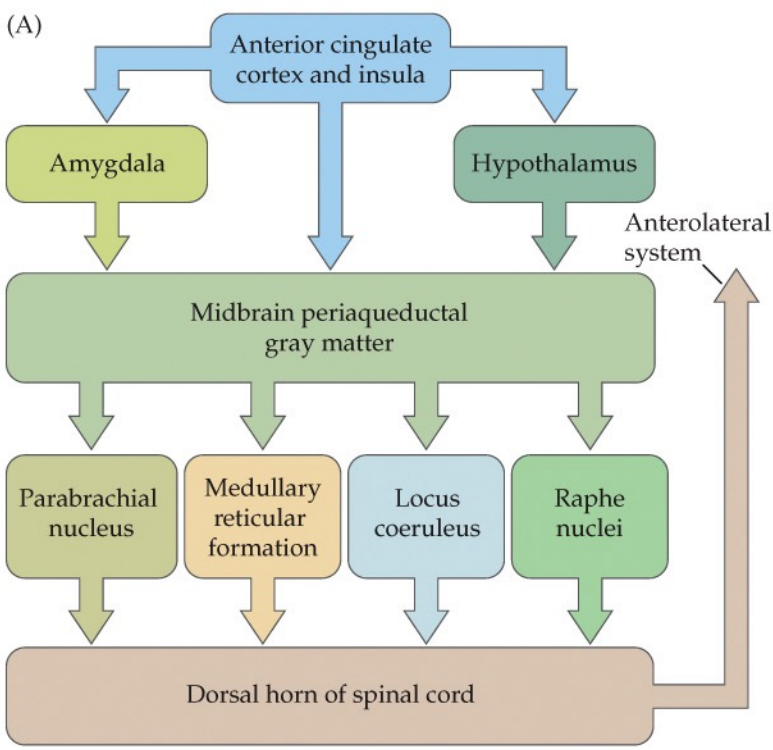 (A)
Anterior cingulate
cortex and insula
Amygdala
Hypothalamus
Anterolateral
system
Midbrain periaqueductal
gray matter
Parabrachial
nucleus
Medullary
reticular
formation
Locus
coeruleus
Raphe
nuclei
Dorsal horn of spinal cord